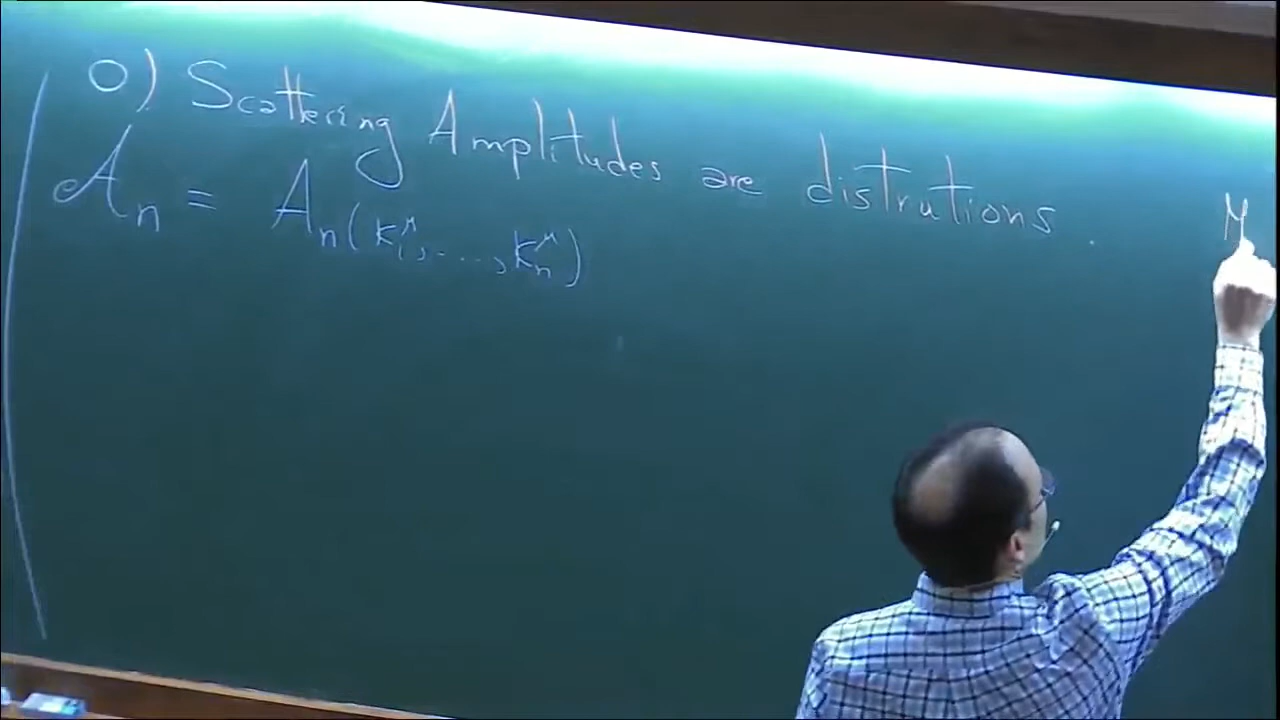 0) Scattering Amplitudes are distrutions.
𝒜ₙ = Aₙ(k₁^μ, ..., kₙ^μ)
M